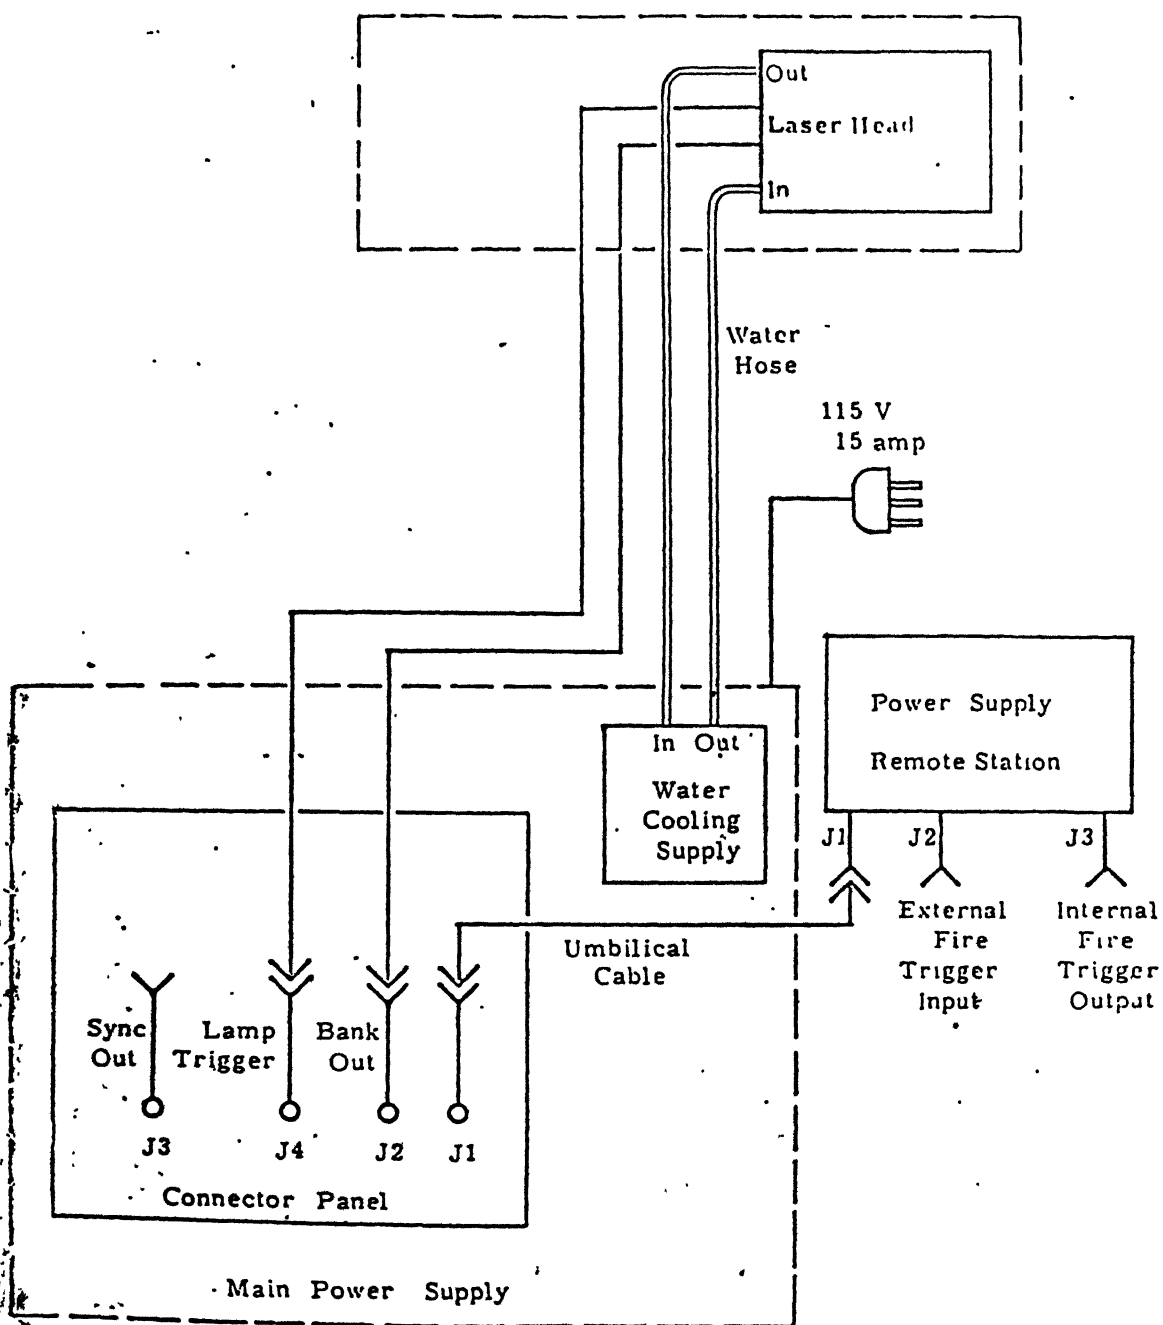 Out
Laser Head
In
Water
Hose
115 V
15 amp
Power Supply
Remote Station
In Out
Water
Cooling
Supply
J1
J2
J3
External
Fire
Trigger
Input
Internal
Fire
Trigger
Output
Umbilical
Cable
Sync
Out
Lamp
Trigger
Bank
Out
J3
J4
J2
J1
Connector Panel
Main Power Supply